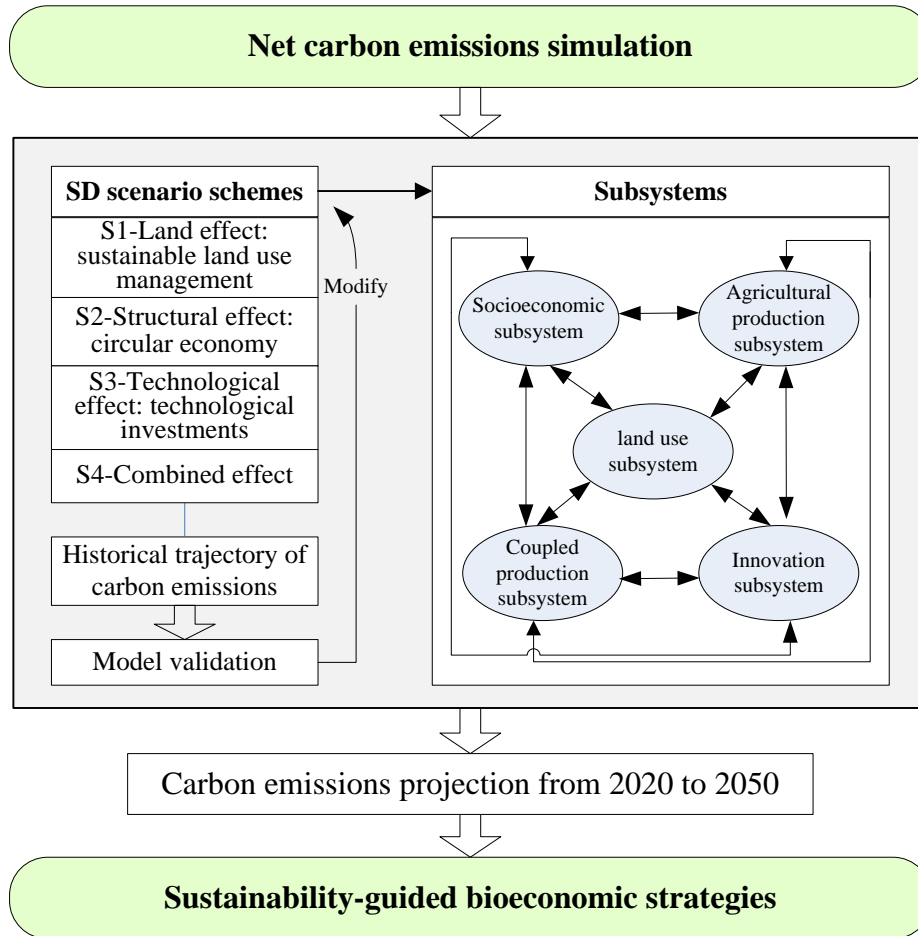 Net carbon emissions simulation
SD scenario schemes
S1-Land effect:
sustainable land use
management
S2-Structural effect:
circular economy
S3-Technological
effect: technological
investments
S4-Combined effect
Historical trajectory of
carbon emissions
Model validation
Modify
Subsystems
Socioeconomic
subsystem
Agricultural
production
subsystem
land use
subsystem
Coupled
production
subsystem
Innovation
subsystem
Carbon emissions projection from 2020 to 2050
Sustainability-guided bioeconomic strategies